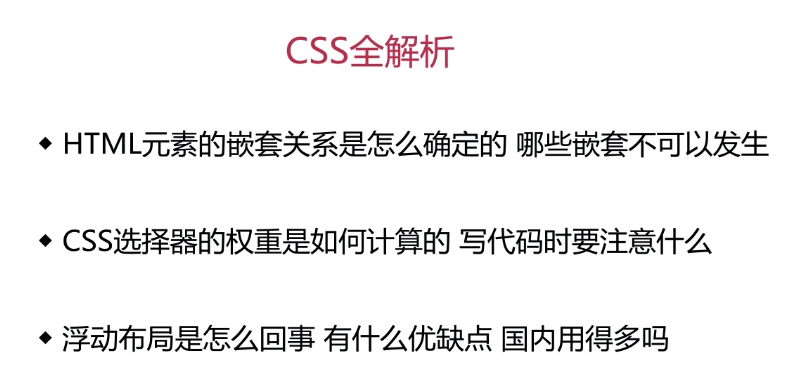 CSS全解析
◆ HTML元素的嵌套关系是怎么确定的 哪些嵌套不可以发生
◆ CSS选择器的权重是如何计算的 写代码时要注意什么
◆ 浮动布局是怎么回事 有什么优缺点 国内用得多吗